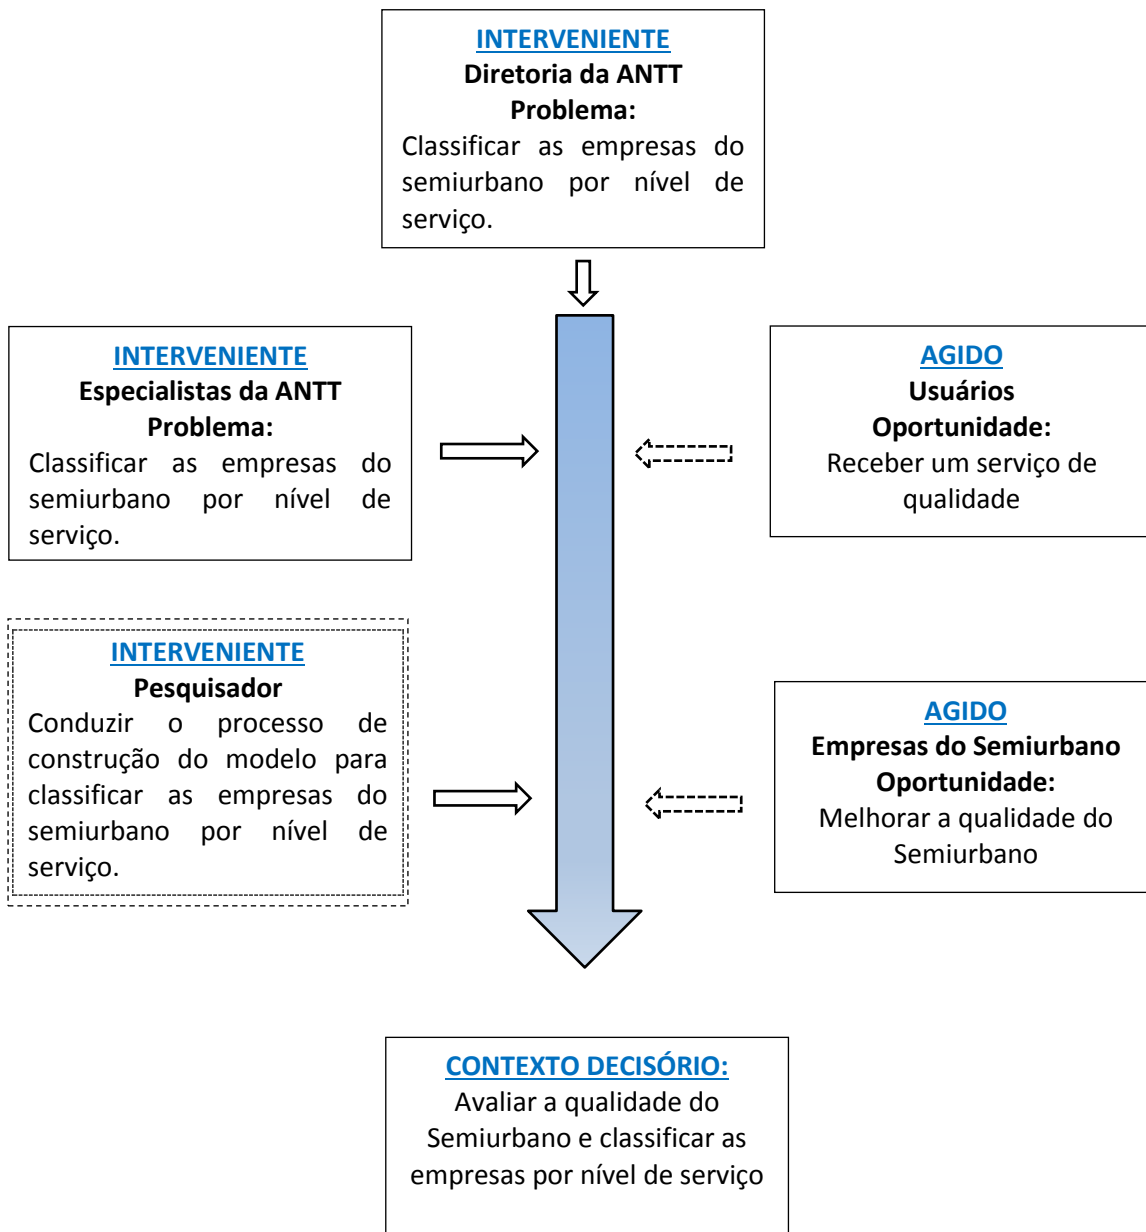 INTERVENIENTE
Diretoria da ANTT
Problema:
Classificar as empresas do
semiurbano por nível de
serviço.
INTERVENIENTE
Especialistas da ANTT
Problema:
Classificar as empresas do
semiurbano por nível de
serviço.
AGIDO
Usuários
Oportunidade:
Receber um serviço de
qualidade
INTERVENIENTE
Pesquisador
Conduzir o processo de
construção do modelo para
classificar as empresas do
semiurbano por nível de
serviço.
AGIDO
Empresas do Semiurbano
Oportunidade:
Melhorar a qualidade do
Semiurbano
CONTEXTO DECISÓRIO:
Avaliar a qualidade do
Semiurbano e classificar as
empresas por nível de serviço